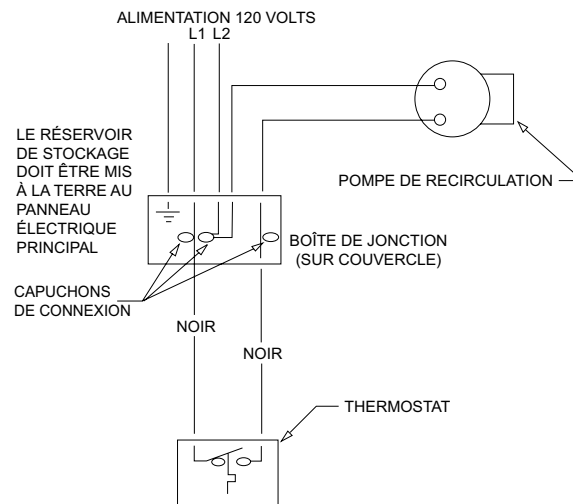 ALIMENTATION 120 VOLTS
L1 L2
LE RÉSERVOIR
DE STOCKAGE
DOIT ÊTRE MIS
À LA TERRE AU
PANNEAU
ÉLECTRIQUE
PRINCIPAL
POMPE DE RECIRCULATION
BOÎTE DE JONCTION
(SUR COUVERCLE)
CAPUCHONS
DE CONNEXION
NOIR
NOIR
THERMOSTAT